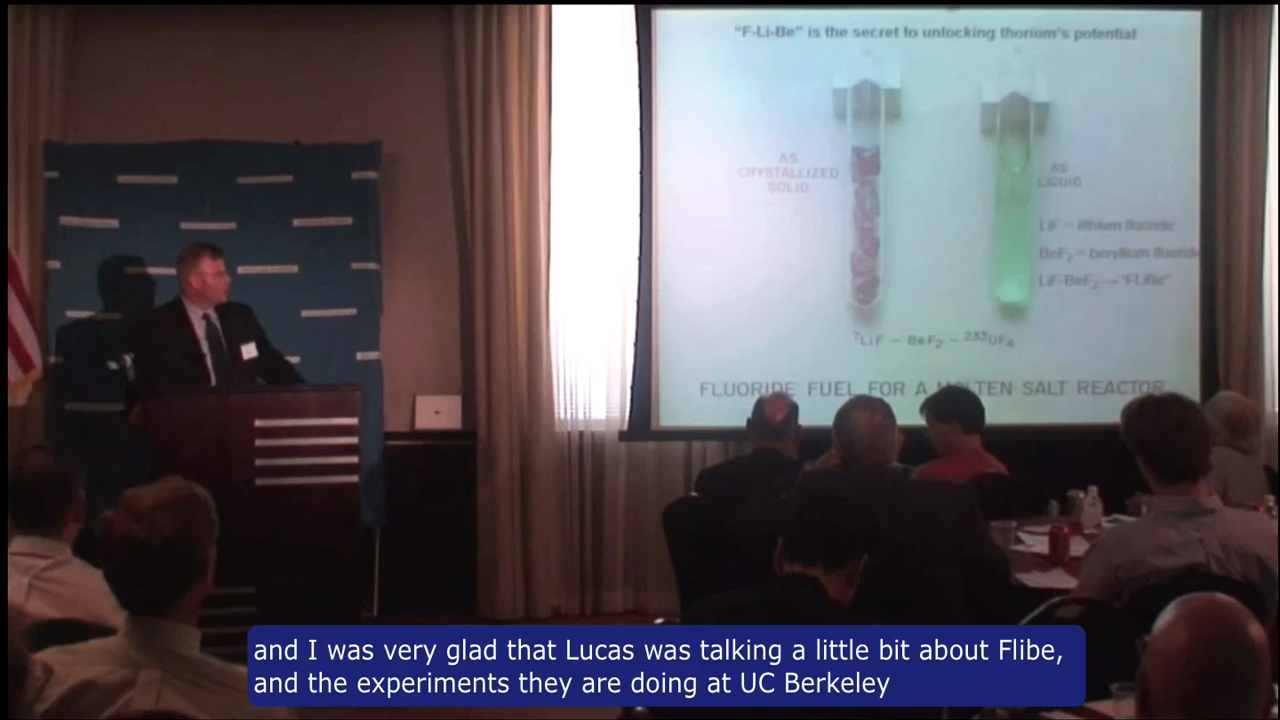 "F-Li-Be" is the secret to unlocking thorium's potential
AS
CRYSTALLIZED
SOLID
AS
LIQUID
LiF = lithium fluoride
BeF₂ = beryllium fluoride
LiF-BeF₂ → "FLiBe"
⁷LiF – BeF₂ – ²³³UF₄
FLUORIDE FUEL FOR A MOLTEN SALT REACTOR
and I was very glad that Lucas was talking a little bit about Flibe,
and the experiments they are doing at UC Berkeley